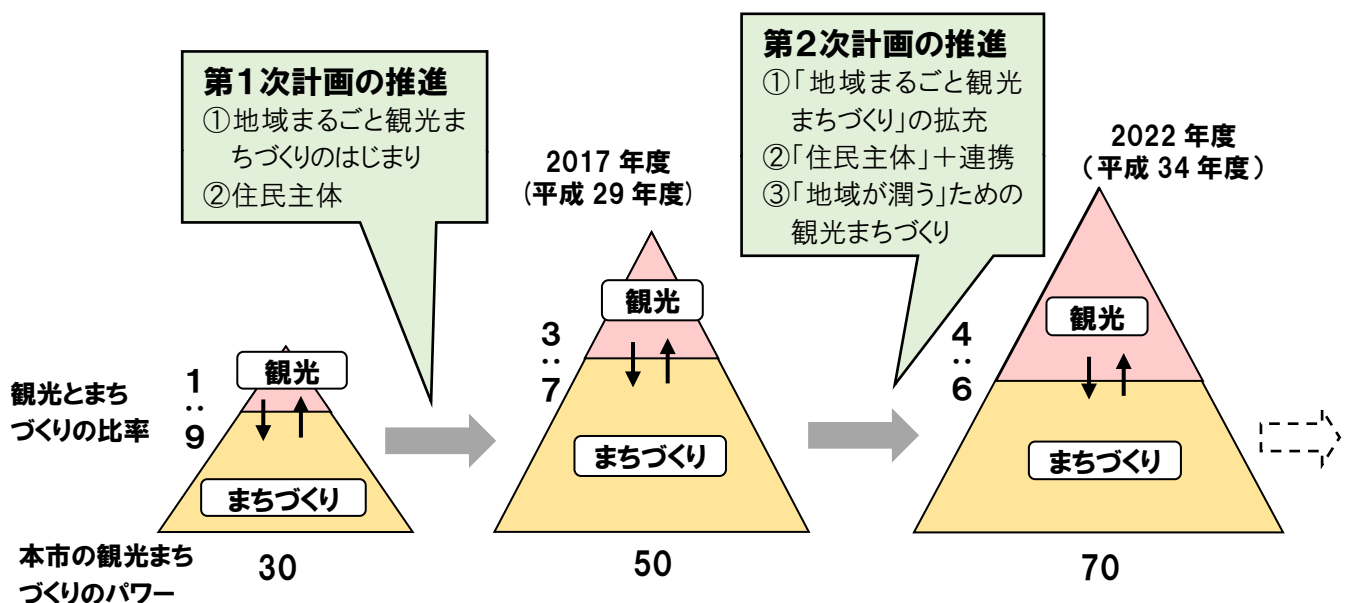 第1次計画の推進
①地域まるごと観光ま
ちづくりのはじまり
②住民主体
第2次計画の推進
①「地域まるごと観光
まちづくり」の拡充
②「住民主体」+連携
③「地域が潤う」ための
観光まちづくり
2017 年度
(平成 29 年度)
2022 年度
(平成 34 年度)
観光とまち
づくりの比率
1:9
観光
まちづくり
3:7
観光
まちづくり
4:6
観光
まちづくり
本市の観光まち
づくりのパワー
30
50
70